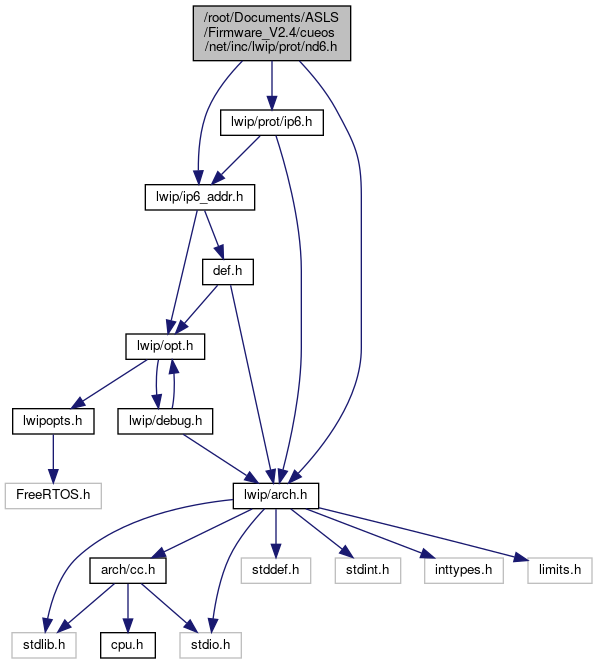 /root/Documents/ASLS
/Firmware_V2.4/cueos
/net/inc/lwip/prot/nd6.h
lwip/prot/ip6.h
lwip/ip6_addr.h
def.h
lwip/opt.h
lwipopts.h
lwip/debug.h
FreeRTOS.h
lwip/arch.h
arch/cc.h
stddef.h
stdint.h
inttypes.h
limits.h
stdlib.h
cpu.h
stdio.h